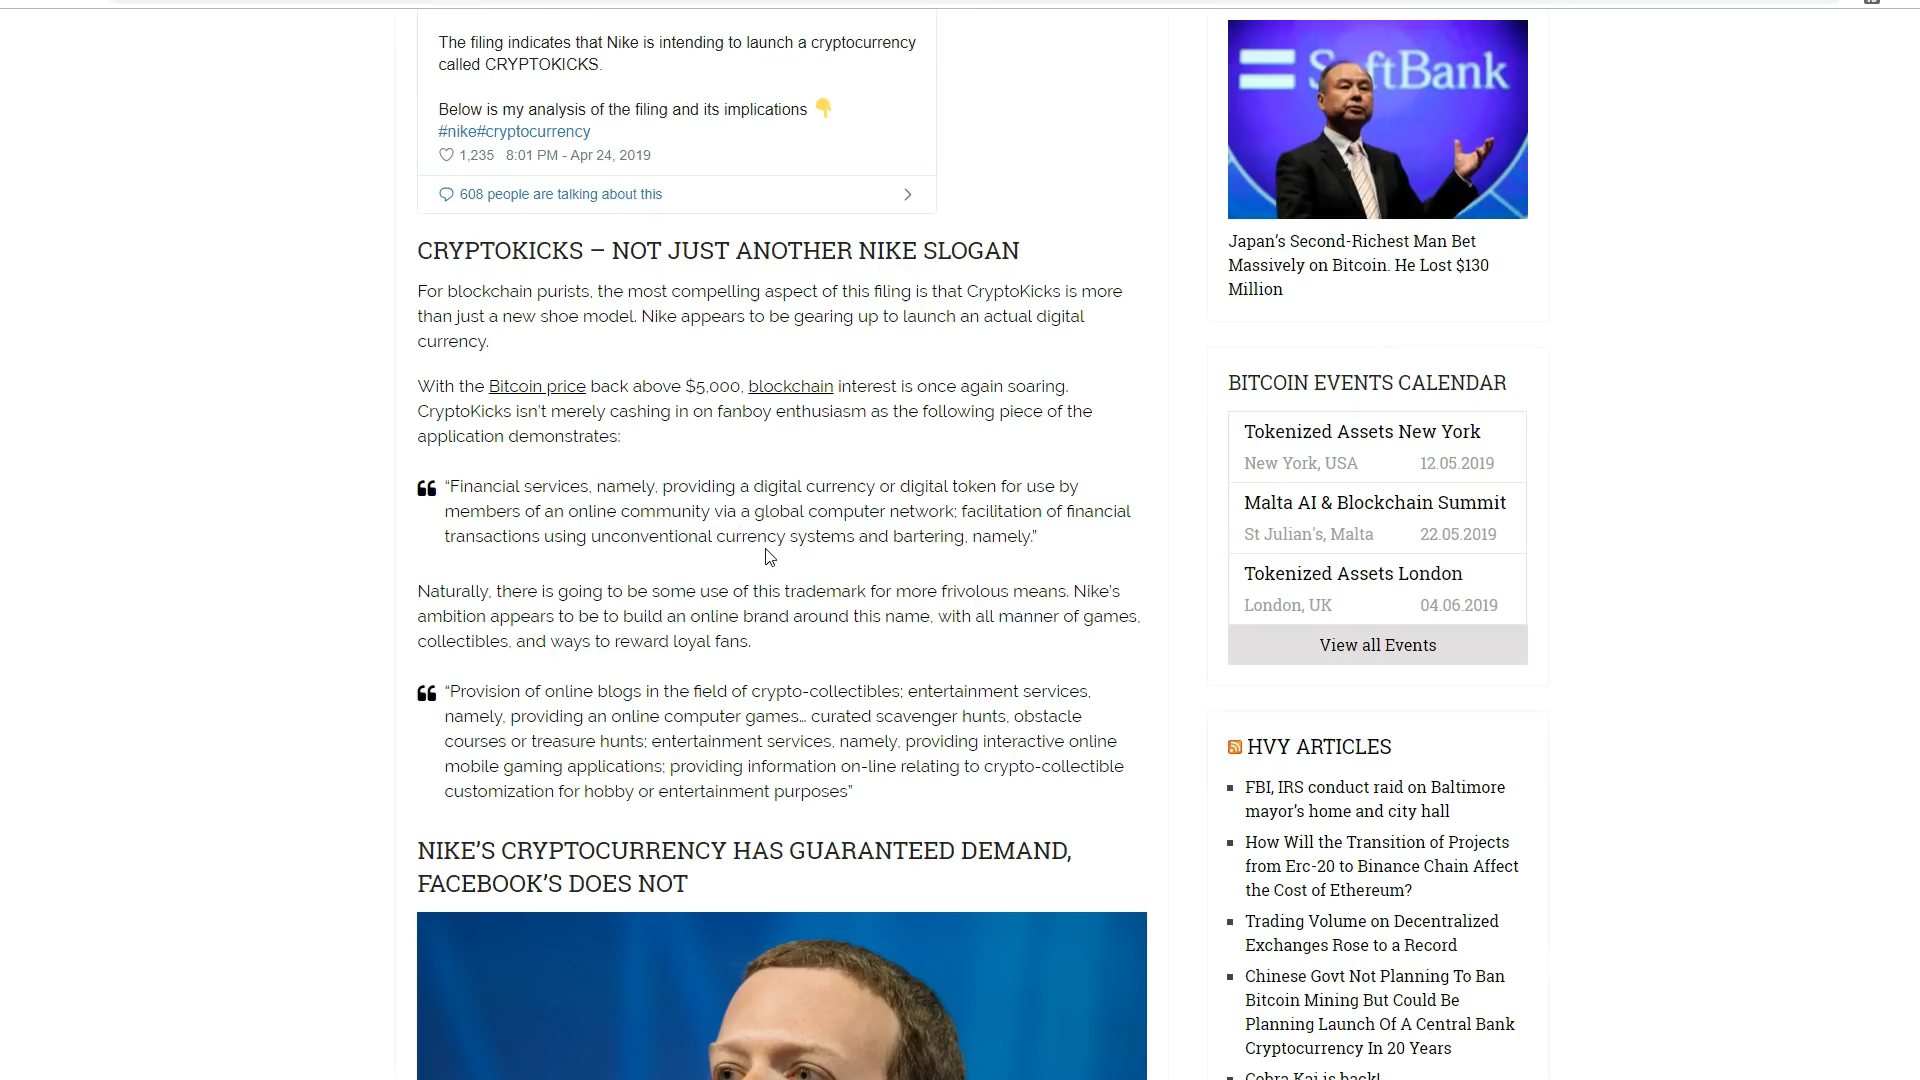 The filing indicates that Nike is intending to launch a cryptocurrency
called CRYPTOKICKS.
Below is my analysis of the filing and its implications
#nike#cryptocurrency
1,235 8:01 PM - Apr 24, 2019
608 people are talking about this
CRYPTOKICKS – NOT JUST ANOTHER NIKE SLOGAN
For blockchain purists, the most compelling aspect of this filing is that CryptoKicks is more
than just a new shoe model. Nike appears to be gearing up to launch an actual digital
currency.
With the Bitcoin price back above $5,000, blockchain interest is once again soaring.
CryptoKicks isn't merely cashing in on fanboy enthusiasm as the following piece of the
application demonstrates:
“Financial services, namely, providing a digital currency or digital token for use by
members of an online community via a global computer network; facilitation of financial
transactions using unconventional currency systems and bartering, namely.”
Naturally, there is going to be some use of this trademark for more frivolous means. Nike's
ambition appears to be to build an online brand around this name, with all manner of games,
collectibles, and ways to reward loyal fans.
“Provision of online blogs in the field of crypto-collectibles; entertainment services,
namely, providing an online computer games… curated scavenger hunts, obstacle
courses or treasure hunts; entertainment services, namely, providing interactive online
mobile gaming applications; providing information on-line relating to crypto-collectible
customization for hobby or entertainment purposes”
NIKE'S CRYPTOCURRENCY HAS GUARANTEED DEMAND,
FACEBOOK'S DOES NOT
SoftBank
Japan's Second-Richest Man Bet
Massively on Bitcoin. He Lost $130
Million
BITCOIN EVENTS CALENDAR
Tokenized Assets New York
New York, USA 12.05.2019
Malta AI & Blockchain Summit
St Julian's, Malta 22.05.2019
Tokenized Assets London
London, UK 04.06.2019
View all Events
HVY ARTICLES
FBI, IRS conduct raid on Baltimore
mayor's home and city hall
How Will the Transition of Projects
from Erc-20 to Binance Chain Affect
the Cost of Ethereum?
Trading Volume on Decentralized
Exchanges Rose to a Record
Chinese Govt Not Planning To Ban
Bitcoin Mining But Could Be
Planning Launch Of A Central Bank
Cryptocurrency In 20 Years
Cobra Kai is back!